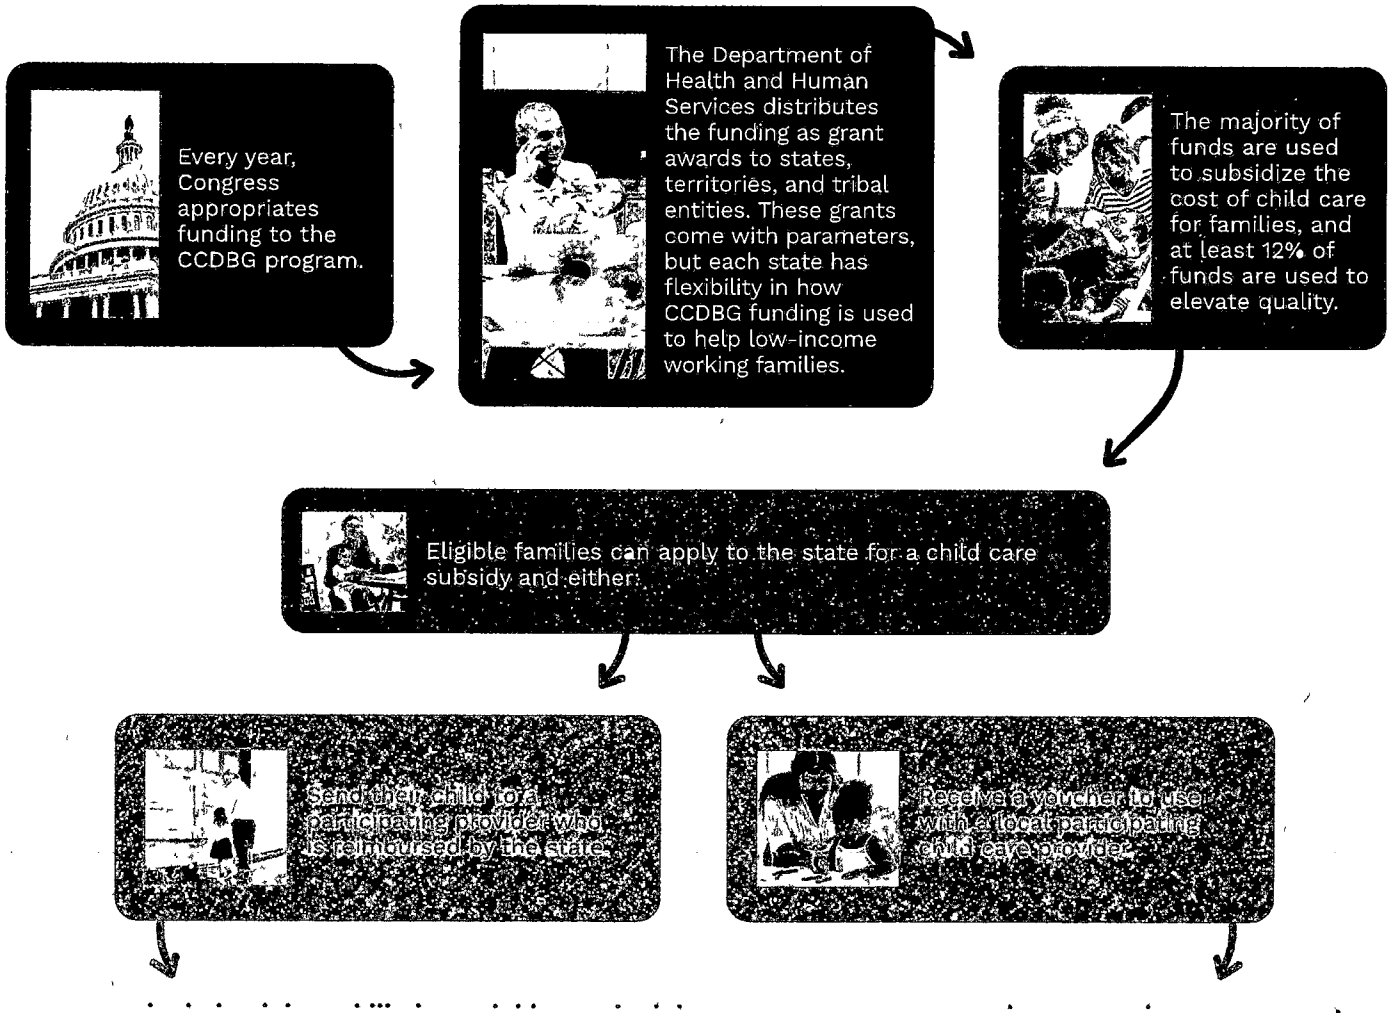 Every year,
Congress
appropriates
funding to the
CCDBG program.
The Department of
Health and Human
Services distributes
the funding as grant
awards to states,
territories, and tribal
entities. These grants
come with parameters,
but each state has
flexibility in how
CCDBG funding is used
to help low-income
working families.
The majority of
funds are used
to subsidize the
cost of child care
for families, and
at least 12% of
funds are used to
elevate quality.
Eligible families can apply to the state for a child care
subsidy and either:
Send their child to a
participating provider who
is reimbursed by the state.
Receive a voucher to use
with a local participating
child care provider.